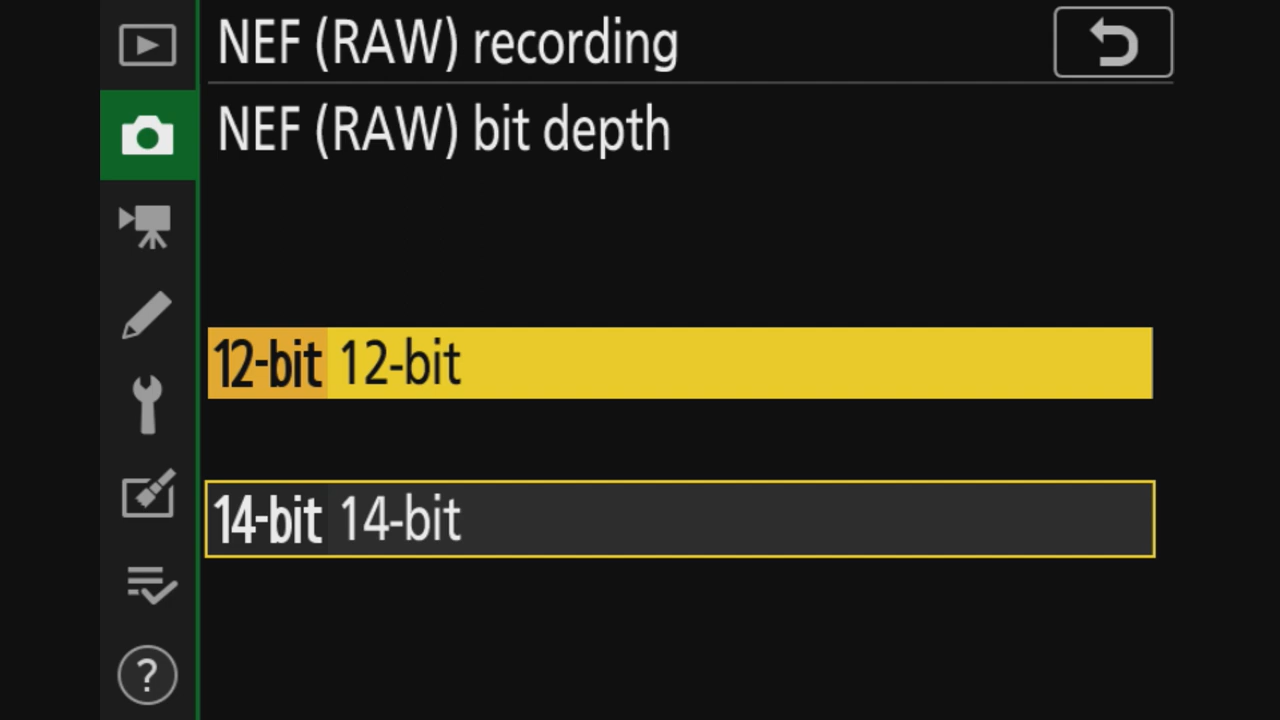 NEF (RAW) recording
NEF (RAW) bit depth
12-bit 12-bit
14-bit 14-bit
?